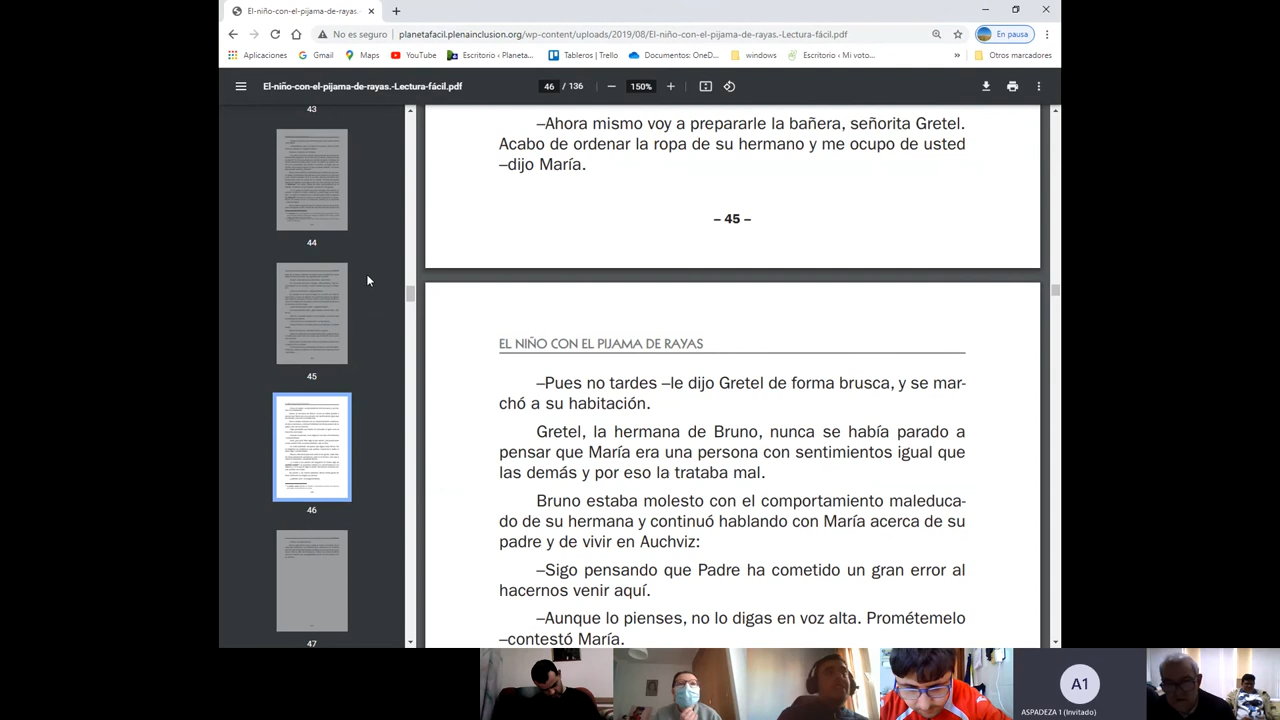 El-niño-con-el-pijama-de-rayas.-
No es seguro planetafacil.plenainclusion.org/wp-content/uploads/2019/08/El-niño-con-el-pijama-de-rayas.-Lectura-fácil.pdf En pausa
Aplicaciones Gmail Maps YouTube Escritorio < Planeta... Tableros | Trello Documentos: OneD... windows Escritorio < Mi voto... » Otros marcadores
El-niño-con-el-pijama-de-rayas.-Lectura-fácil.pdf 46 / 136 150%
43
44
45
46
47
–Ahora mismo voy a prepararle la bañera, señorita Gretel.
Acabo de ordenar la ropa de su hermano y me ocupo de usted
–dijo María.
– 45 –
EL NIÑO CON EL PIJAMA DE RAYAS
–Pues no tardes –le dijo Gretel de forma brusca, y se mar-
chó a su habitación.
Gretel, la hermana de Bruno, nunca se había parado a
pensar que María era una persona con sentimientos igual que
las demás y por eso la trataba mal.
Bruno estaba molesto con el comportamiento maleduca-
do de su hermana y continuó hablando con María acerca de su
padre y de vivir en Auchviz:
–Sigo pensando que Padre ha cometido un gran error al
hacernos venir aquí.
–Aunque lo pienses, no lo digas en voz alta. Prométemelo
–contestó María.
A1
ASPADEZA 1 (Invitado)